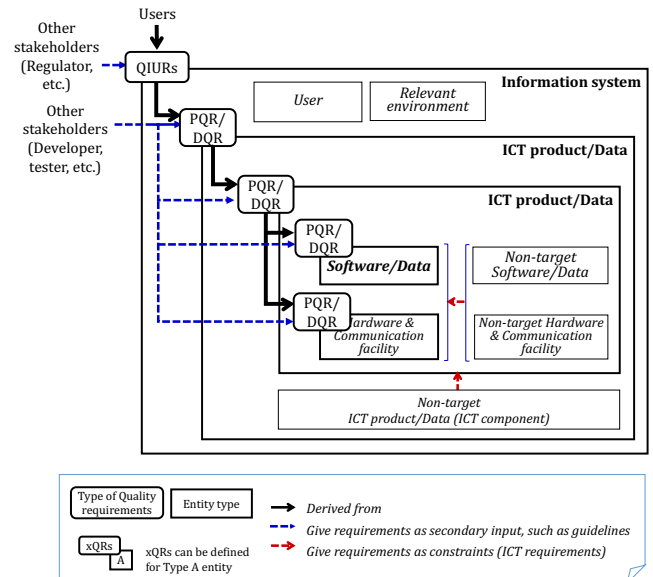 Users
Other
stakeholders
(Regulator,
etc.)
QIURs
Information system
User
Relevant
environment
Other
stakeholders
(Developer,
tester, etc.)
PQR/
DQR
ICT product/Data
PQR/
DQR
ICT product/Data
PQR/
DQR
Software/Data
Non-target
Software/Data
PQR/
DQR
Hardware &
Communication
facility
Non-target Hardware
& Communication
facility
Non-target
ICT product/Data (ICT component)
Type of Quality
requirements
Entity type
Derived from
Give requirements as secondary input, such as guidelines
Give requirements as constraints (ICT requirements)
xQRs
A
xQRs can be defined
for Type A entity